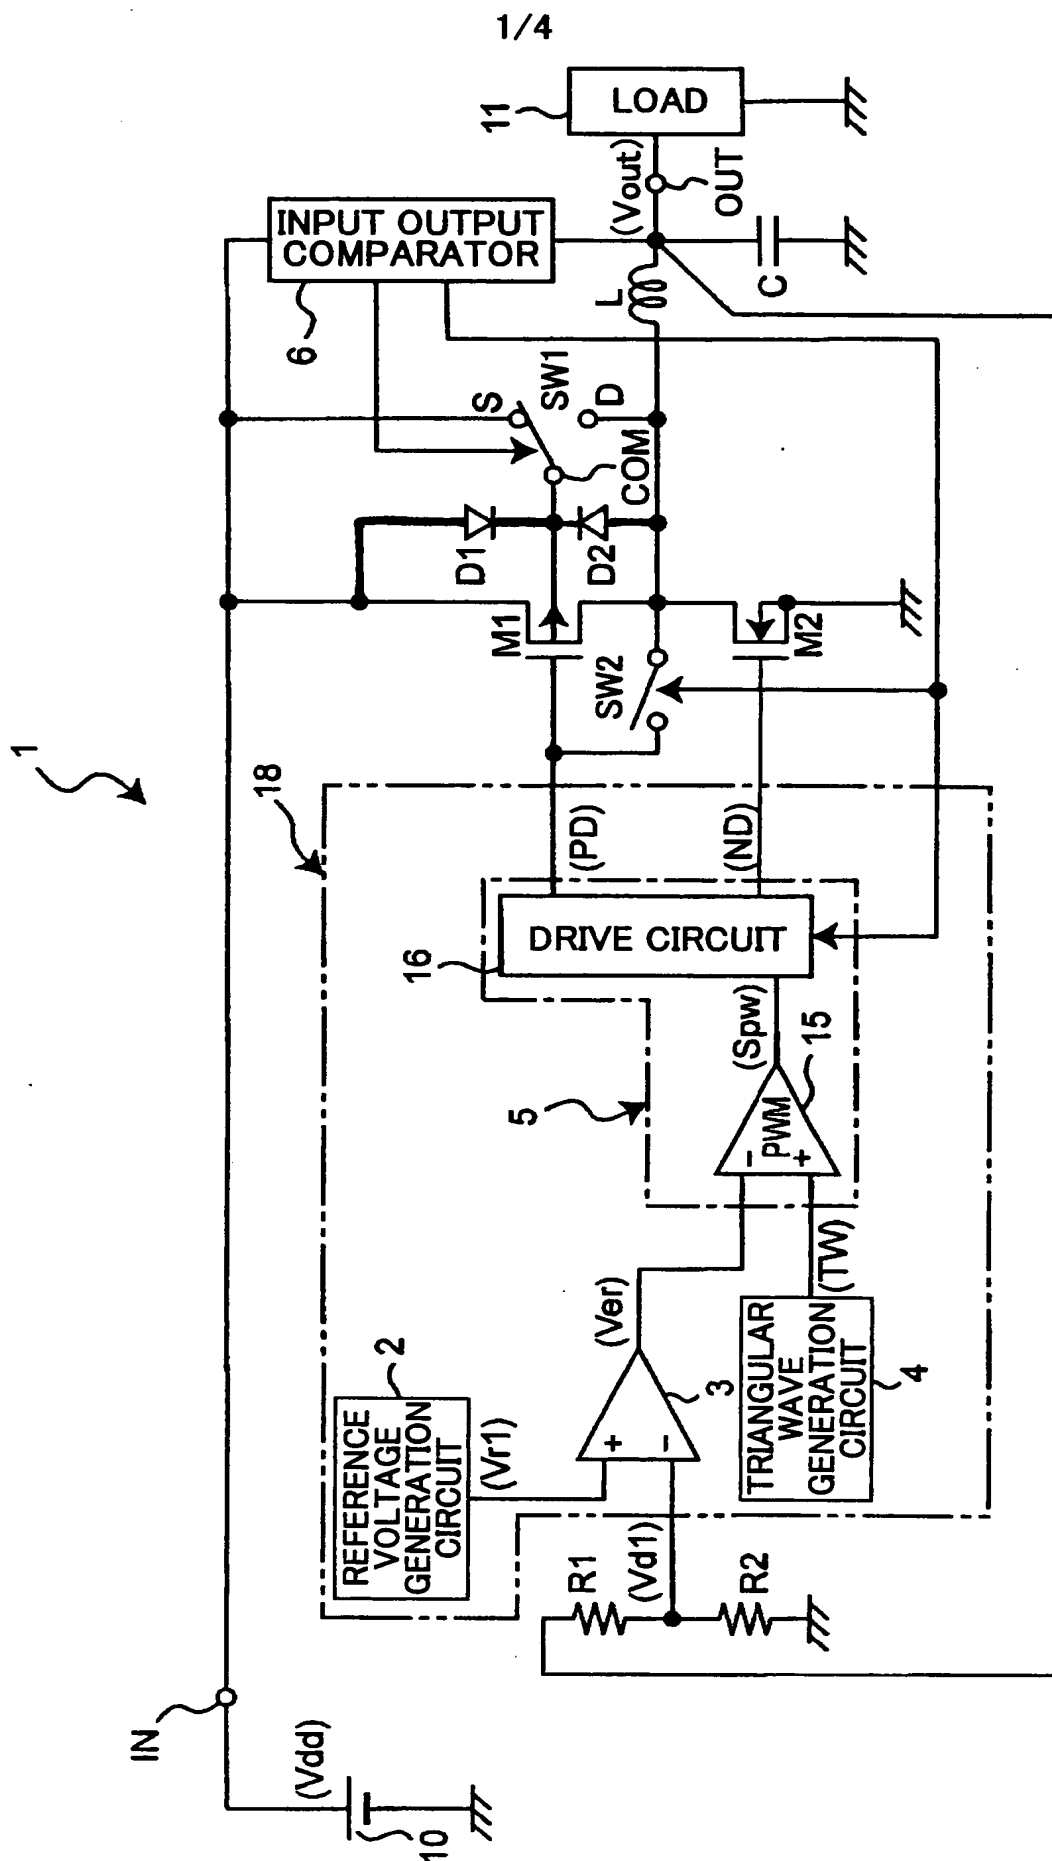 1/4
1
IN
(Vdd)
10
18
REFERENCE
VOLTAGE
GENERATION
CIRCUIT
2
(Vr1)
R1
(Vd1)
R2
+
-
3
(Ver)
TRIANGULAR
WAVE
GENERATION
CIRCUIT
4
(TW)
5
-
+
PWM
15
(Spw)
16
DRIVE CIRCUIT
(PD)
(ND)
M1
SW2
M2
D1
D2
COM
S
SW1
D
6
INPUT OUTPUT
COMPARATOR
L
C
(Vout)
OUT
11
LOAD